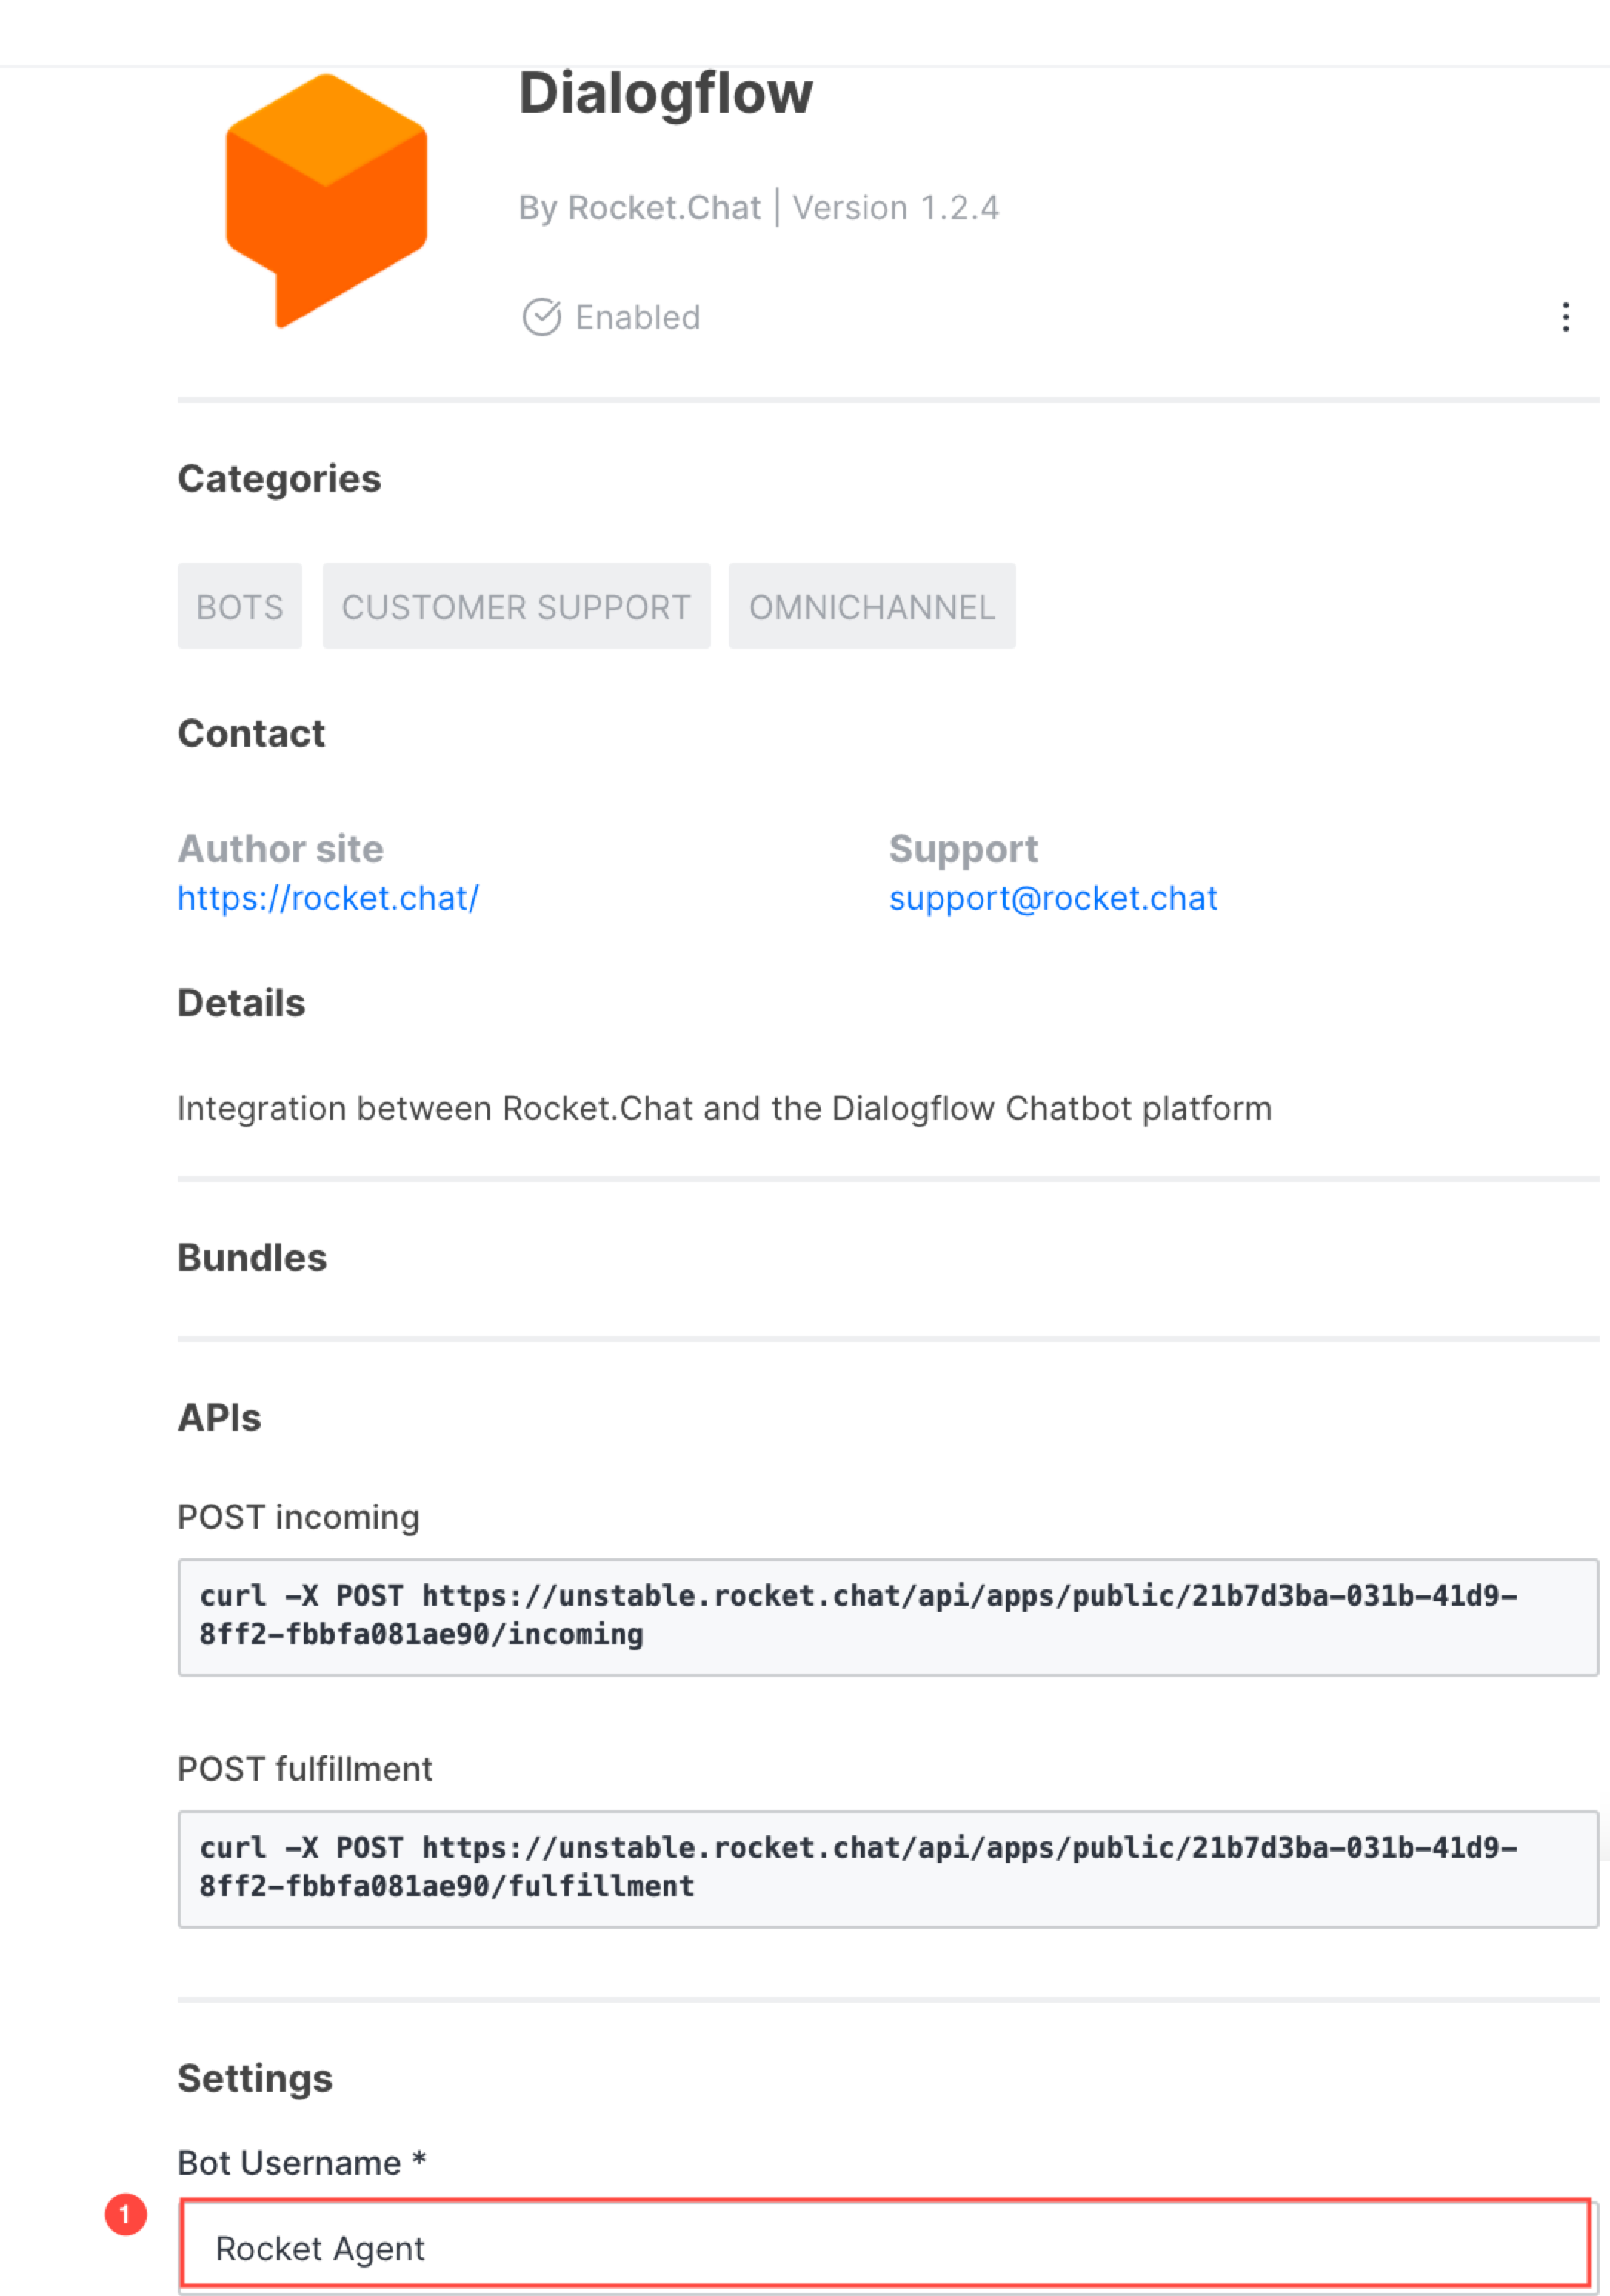 Dialogflow
By Rocket.Chat | Version 1.2.4
Enabled
Categories
BOTS CUSTOMER SUPPORT OMNICHANNEL
Contact
Author site Support
https://rocket.chat/ support@rocket.chat
Details
Integration between Rocket.Chat and the Dialogflow Chatbot platform
Bundles
APIs
POST incoming
curl -X POST https://unstable.rocket.chat/api/apps/public/21b7d3ba-031b-41d9-
8ff2-fbbfa081ae90/incoming
POST fulfillment
curl -X POST https://unstable.rocket.chat/api/apps/public/21b7d3ba-031b-41d9-
8ff2-fbbfa081ae90/fulfillment
Settings
Bot Username *
1
Rocket Agent